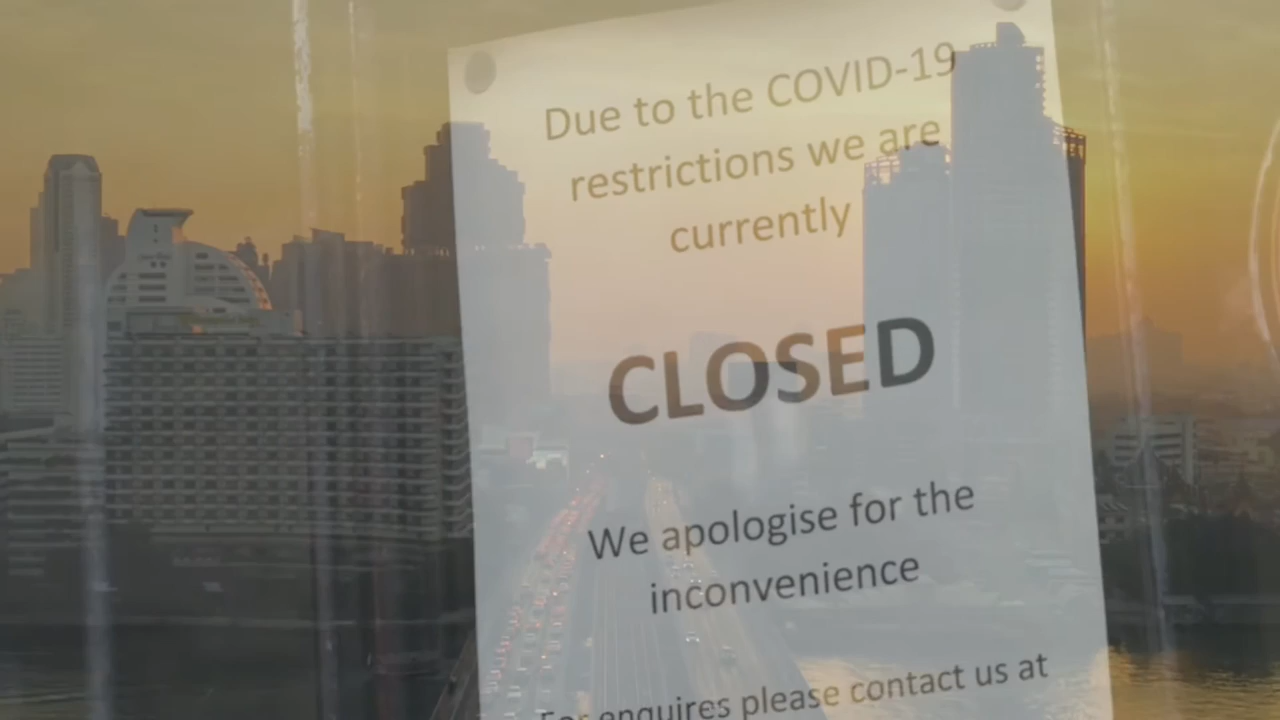 Due to the COVID-19
restrictions we are
currently
CLOSED
We apologise for the
inconvenience
For enquires please contact us at